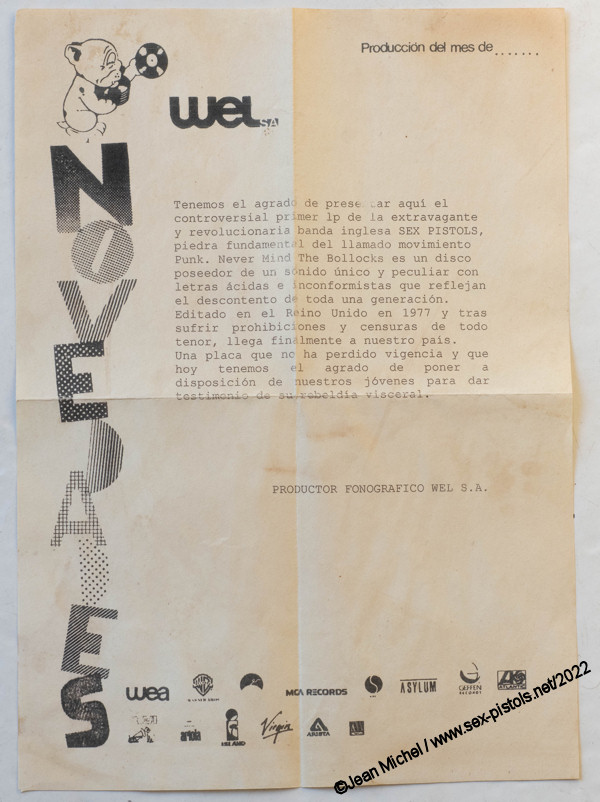 Producción del mes de.......
wel SA
NOVEDADES
Tenemos el agrado de presentar aquí el
controversial primer lp de la extravagante
y revolucionaria banda inglesa SEX PISTOLS,
piedra fundamental del llamado movimiento
Punk. Never Mind The Bollocks es un disco
poseedor de un sonido único y peculiar con
letras ácidas e inconformistas que reflejan
el descontento de toda una generación.
Editado en el Reino Unido en 1977 y tras
sufrir prohibiciones y censuras de todo
tenor, llega finalmente a nuestro país.
Una placa que no ha perdido vigencia y que
hoy tenemos el agrado de poner a
disposición de nuestros jóvenes para dar
testimonio de su rebeldía visceral.
PRODUCTOR FONOGRAFICO WEL S.A.
wea MCA RECORDS ASYLUM GEFFEN RECORDS ATLANTIC
ariola ISLAND Virgin ARISTA
©Jean Michel / www.sex-pistols.net/2022